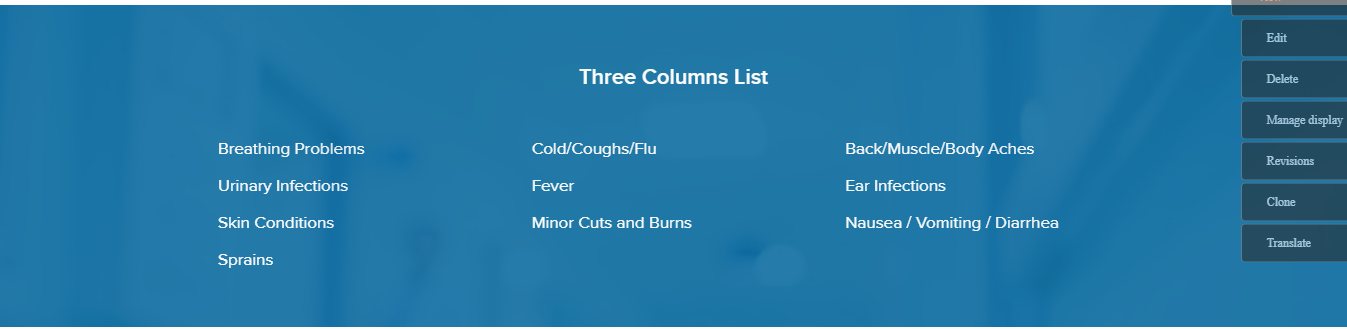 Three Columns List
Breathing Problems
Cold/Coughs/Flu
Back/Muscle/Body Aches
Urinary Infections
Fever
Ear Infections
Skin Conditions
Minor Cuts and Burns
Nausea / Vomiting / Diarrhea
Sprains
Edit
Delete
Manage display
Revisions
Clone
Translate